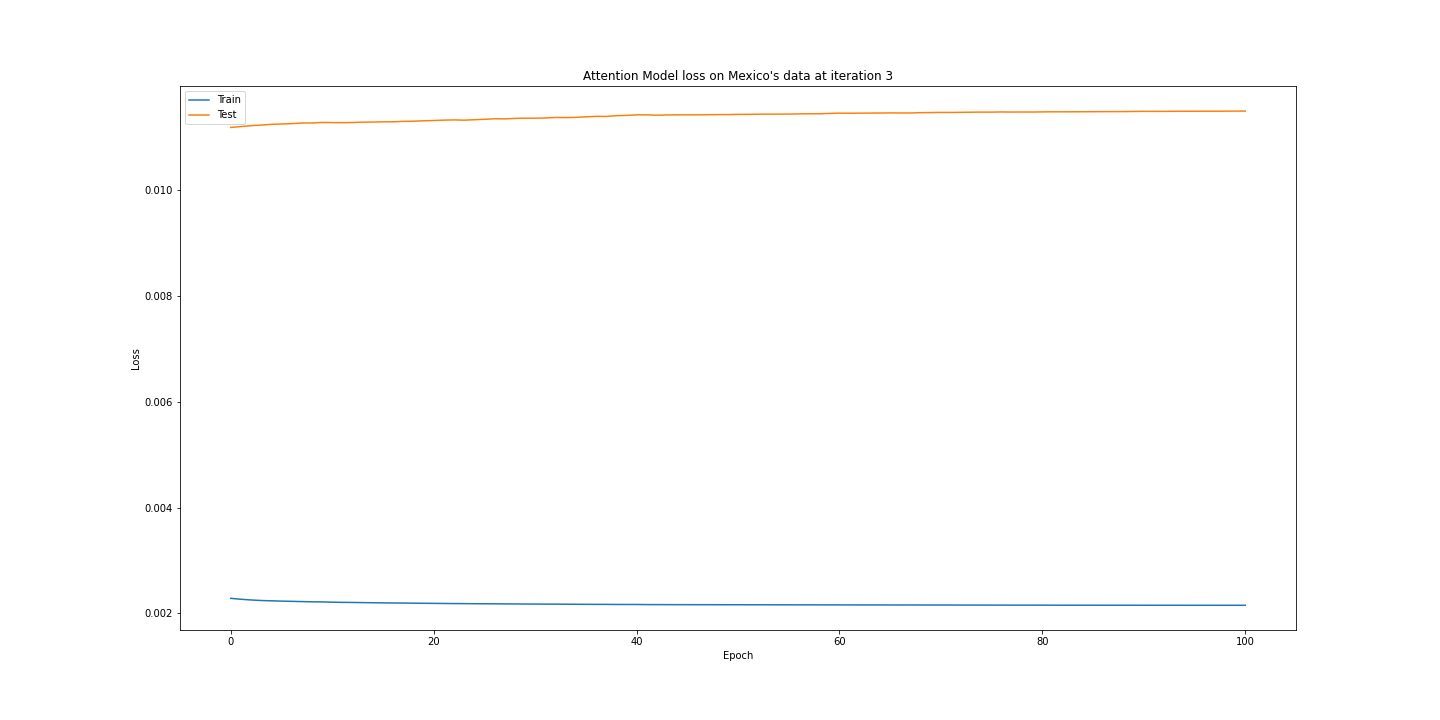 Attention Model loss on Mexico's data at iteration 3
Train
Test
0.010
0.008
0.006
0.004
0.002
Loss
0 20 40 60 80 100
Epoch